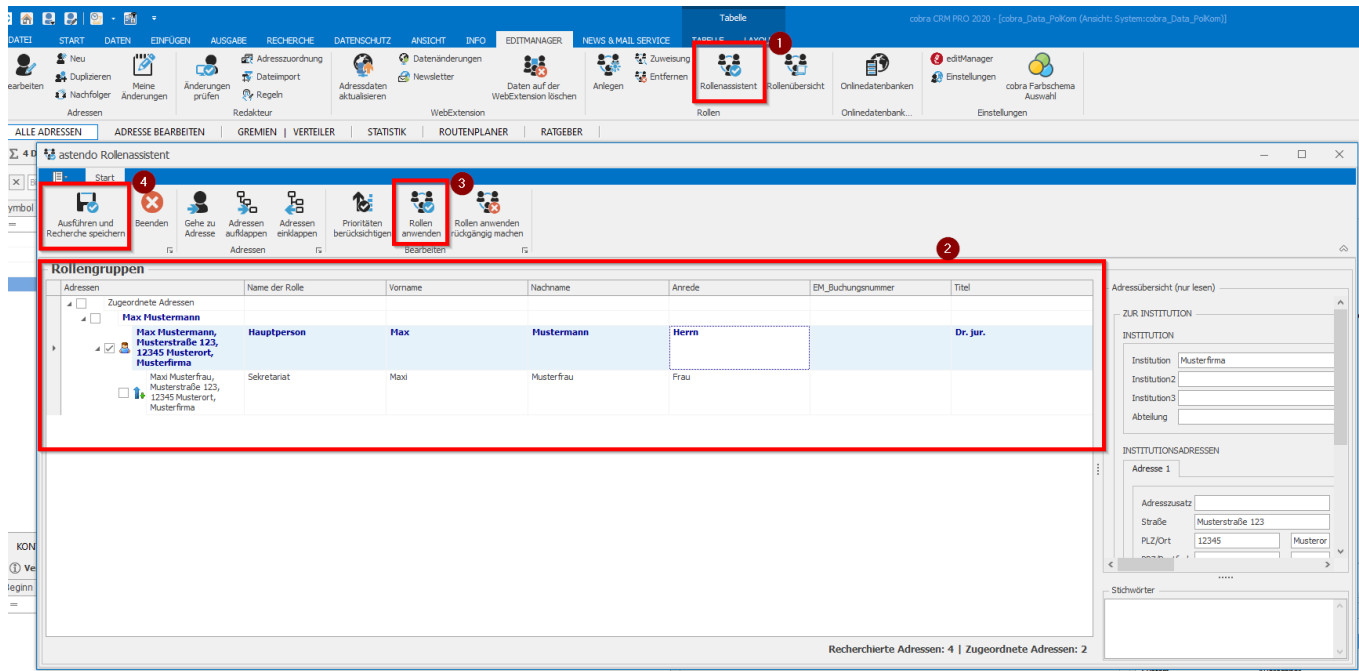 Tabelle
cobra CRM PRO 2020 - [cobra_Data_PolKom (Ansicht: System:cobra_Data_PolKom)]
DATEI START DATEN EINFÜGEN AUSGABE RECHERCHE DATENSCHUTZ ANSICHT INFO EDITMANAGER NEWS & MAIL SERVICE TABELLE
1
Neu
Duplizieren
Nachfolger
Meine Änderungen
Änderungen prüfen
Adresszuordnung
Dateiimport
Regeln
Adressdaten aktualisieren
Datenänderungen
Newsletter
Daten auf der WebExtension löschen
Anlegen
Zuweisung
Entfernen
Rollenassistent
Rollenübersicht
Onlinedatenbanken
editManager
Einstellungen
cobra Farbschema Auswahl
Adressen Redakteur WebExtension Rollen Onlinedatenbank... Einstellungen
ALLE ADRESSEN ADRESSE BEARBEITEN GREMIEN | VERTEILER STATISTIK ROUTENPLANER RATGEBER
Σ 4 D
astendo Rollenassistent
Start
4
3
Ausführen und Recherche speichern
Beenden
Gehe zu Adresse
Adressen aufklappen
Adressen einklappen
Prioritäten berücksichtigen
Rollen anwenden
Rollen anwenden rückgängig machen
Adressen Bearbeiten
2
Rollengruppen
Adressen Name der Rolle Vorname Nachname Anrede EM_Buchungsnummer Titel
Zugeordnete Adressen
Max Mustermann
Max Mustermann, Hauptperson Max Mustermann Herrn Dr. jur.
Musterstraße 123,
12345 Musterort,
Musterfirma
Maxi Musterfrau, Sekretariat Maxi Musterfrau Frau
Musterstraße 123,
12345 Musterort,
Musterfirma
Adressübersicht (nur lesen)
ZUR INSTITUTION
INSTITUTION
Institution Musterfirma
Institution2
Institution3
Abteilung
INSTITUTIONSADRESSEN
Adresse 1
Adresszusatz
Straße Musterstraße 123
PLZ/Ort 12345 Musteror
Stichwörter
Recherchierte Adressen: 4 | Zugeordnete Adressen: 2